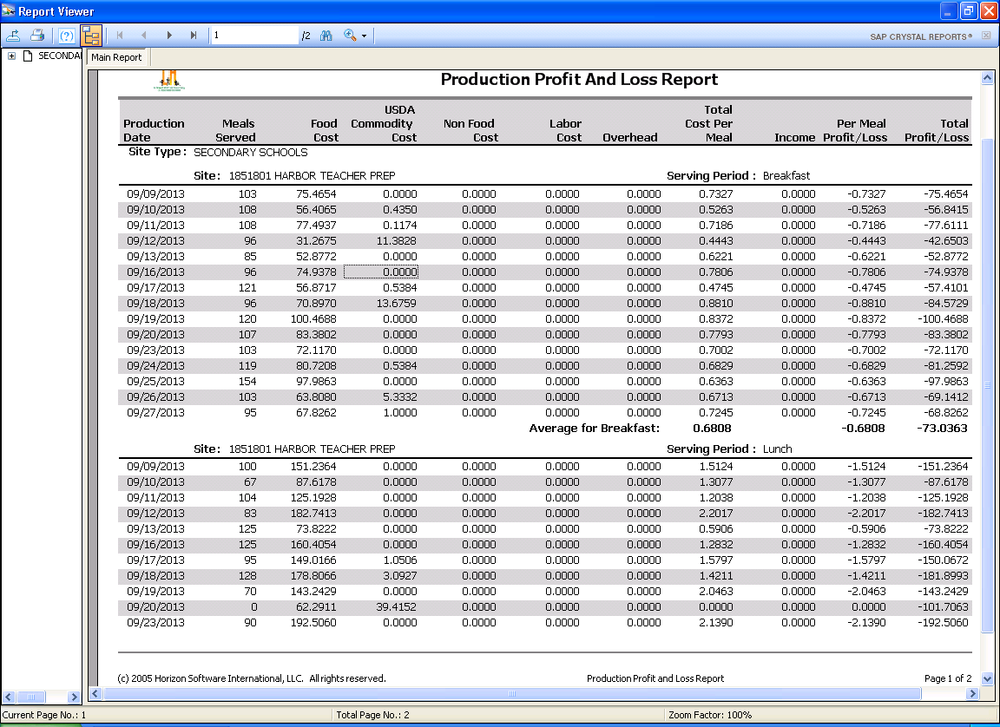 Report Viewer
1 /2 SAP CRYSTAL REPORTS®
SECONDA
Main Report
Production Profit And Loss Report
Production Date Meals Served Food Cost USDA Commodity Cost Non Food Cost Labor Cost Overhead Total Cost Per Meal Income Per Meal Profit/Loss Total Profit/Loss
Site Type : SECONDARY SCHOOLS
Site: 1851801 HARBOR TEACHER PREP Serving Period : Breakfast
09/09/2013 103 75.4654 0.0000 0.0000 0.0000 0.0000 0.7327 0.0000 -0.7327 -75.4654
09/10/2013 108 56.4065 0.4350 0.0000 0.0000 0.0000 0.5263 0.0000 -0.5263 -56.8415
09/11/2013 108 77.4937 0.1174 0.0000 0.0000 0.0000 0.7186 0.0000 -0.7186 -77.6111
09/12/2013 96 31.2675 11.3828 0.0000 0.0000 0.0000 0.4443 0.0000 -0.4443 -42.6503
09/13/2013 85 52.8772 0.0000 0.0000 0.0000 0.0000 0.6221 0.0000 -0.6221 -52.8772
09/16/2013 96 74.9378 0.0000 0.0000 0.0000 0.0000 0.7806 0.0000 -0.7806 -74.9378
09/17/2013 121 56.8717 0.5384 0.0000 0.0000 0.0000 0.4745 0.0000 -0.4745 -57.4101
09/18/2013 96 70.8970 13.6759 0.0000 0.0000 0.0000 0.8810 0.0000 -0.8810 -84.5729
09/19/2013 120 100.4688 0.0000 0.0000 0.0000 0.0000 0.8372 0.0000 -0.8372 -100.4688
09/20/2013 107 83.3802 0.0000 0.0000 0.0000 0.0000 0.7793 0.0000 -0.7793 -83.3802
09/23/2013 103 72.1170 0.0000 0.0000 0.0000 0.0000 0.7002 0.0000 -0.7002 -72.1170
09/24/2013 119 80.7208 0.5384 0.0000 0.0000 0.0000 0.6829 0.0000 -0.6829 -81.2592
09/25/2013 154 97.9863 0.0000 0.0000 0.0000 0.0000 0.6363 0.0000 -0.6363 -97.9863
09/26/2013 103 63.8080 5.3332 0.0000 0.0000 0.0000 0.6713 0.0000 -0.6713 -69.1412
09/27/2013 95 67.8262 1.0000 0.0000 0.0000 0.0000 0.7245 0.0000 -0.7245 -68.8262
Average for Breakfast: 0.6808 -0.6808 -73.0363
Site: 1851801 HARBOR TEACHER PREP Serving Period : Lunch
09/09/2013 100 151.2364 0.0000 0.0000 0.0000 0.0000 1.5124 0.0000 -1.5124 -151.2364
09/10/2013 67 87.6178 0.0000 0.0000 0.0000 0.0000 1.3077 0.0000 -1.3077 -87.6178
09/11/2013 104 125.1928 0.0000 0.0000 0.0000 0.0000 1.2038 0.0000 -1.2038 -125.1928
09/12/2013 83 182.7413 0.0000 0.0000 0.0000 0.0000 2.2017 0.0000 -2.2017 -182.7413
09/13/2013 125 73.8222 0.0000 0.0000 0.0000 0.0000 0.5906 0.0000 -0.5906 -73.8222
09/16/2013 125 160.4054 0.0000 0.0000 0.0000 0.0000 1.2832 0.0000 -1.2832 -160.4054
09/17/2013 95 149.0166 1.0506 0.0000 0.0000 0.0000 1.5797 0.0000 -1.5797 -150.0672
09/18/2013 128 178.8066 3.0927 0.0000 0.0000 0.0000 1.4211 0.0000 -1.4211 -181.8993
09/19/2013 70 143.2429 0.0000 0.0000 0.0000 0.0000 2.0463 0.0000 -2.0463 -143.2429
09/20/2013 0 62.2911 39.4152 0.0000 0.0000 0.0000 0.0000 0.0000 0.0000 -101.7063
09/23/2013 90 192.5060 0.0000 0.0000 0.0000 0.0000 2.1390 0.0000 -2.1390 -192.5060
(c) 2005 Horizon Software International, LLC. All rights reserved. Production Profit and Loss Report Page 1 of 2
Current Page No.: 1 Total Page No.: 2 Zoom Factor: 100%